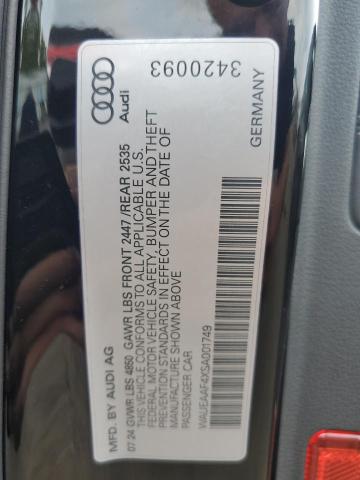 Audi
3420093
MFD. BY AUDI AG
GERMANY
07 24 GVWR LBS 4850 GAWR LBS FRONT 2447 /REAR 2535
THIS VEHICLE CONFORMS TO ALL APPLICABLE U.S.
FEDERAL MOTOR VEHICLE SAFETY, BUMPER AND THEFT
STANDARDS IN EFFECT ON THE DATE OF
MANUFACTURE SHOWN ABOVE
PASSENGER CAR
WAUEAAF4XSA001749